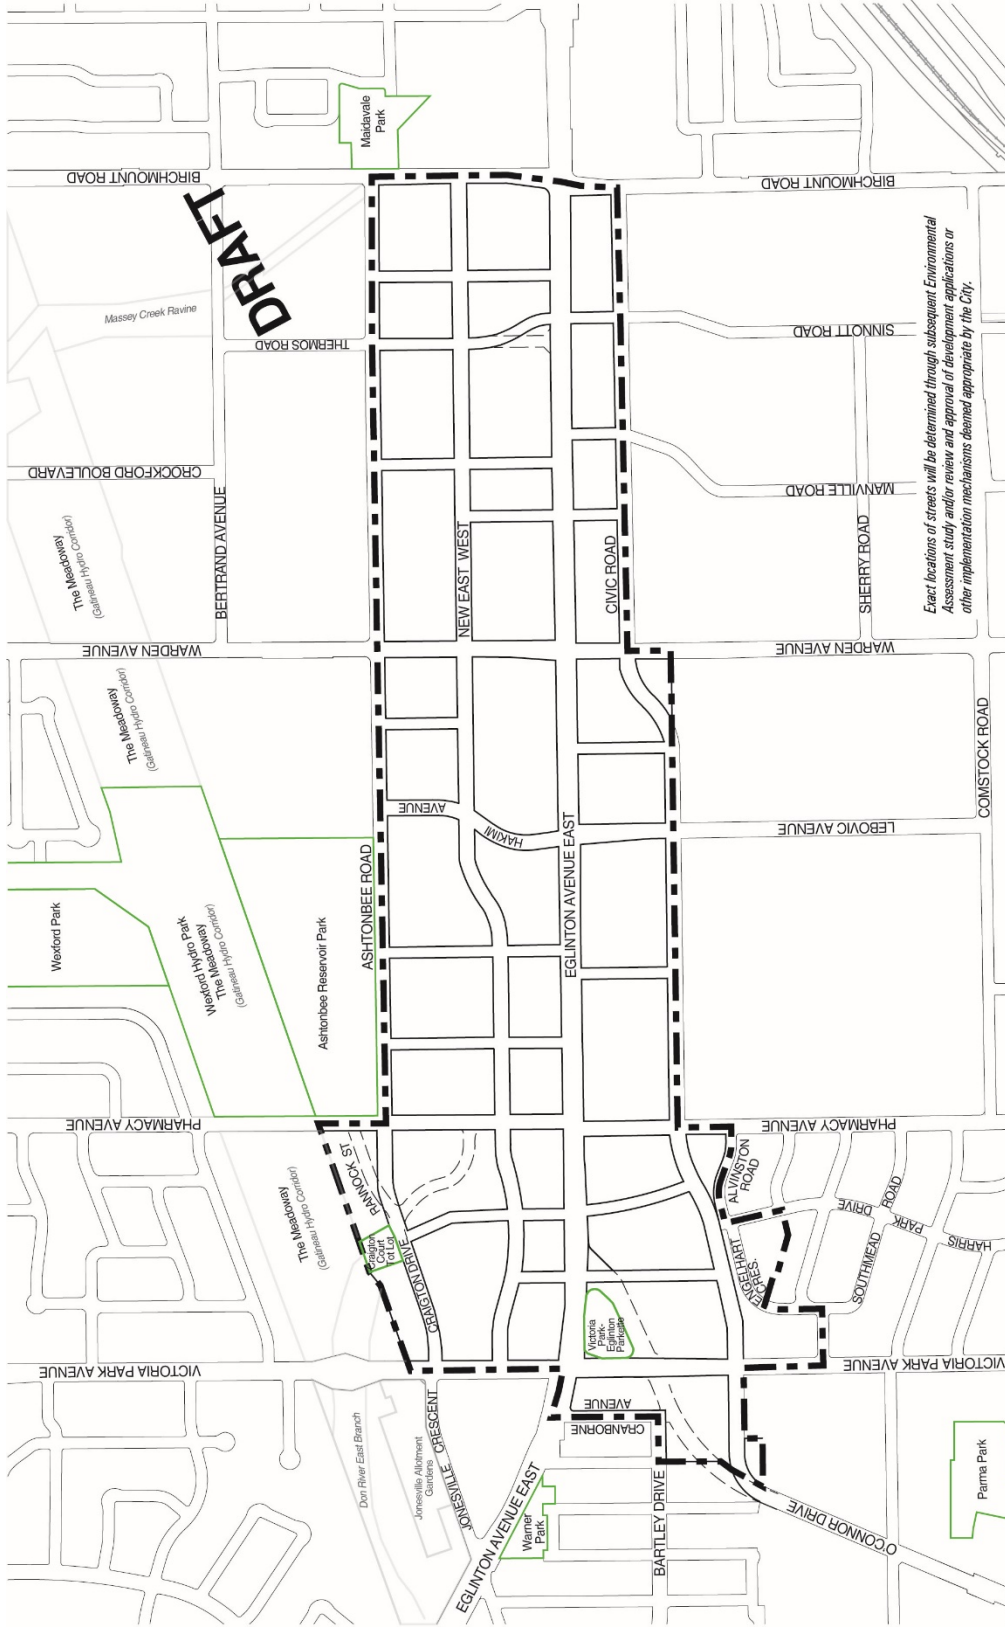 BIRCHMOUNT ROAD
Maidavale
Park
BIRCHMOUNT ROAD
DRAFT
Massey Creek Ravine
THERMOS ROAD
SINNOTT ROAD
Exact locations of streets will be determined through subsequent Environmental
Assessment study and/or review and approval of development applications or
other implementation mechanisms deemed appropriate by the City.
CROCKFORD BOULEVARD
MANVILLE ROAD
The Meadoway
(Gatineau Hydro Corridor)
BERTRAND AVENUE
NEW EAST WEST
CIVIC ROAD
SHERRY ROAD
WARDEN AVENUE
WARDEN AVENUE
The Meadoway
(Gatineau Hydro Corridor)
COMSTOCK ROAD
HAKIMI
AVENUE
LEBOVIC AVENUE
ASHTONBEE ROAD
EGLINTON AVENUE EAST
Wexford Park
Wexford Hydro Park
The Meadoway
(Gatineau Hydro Corridor)
Ashtonbee Reservoir Park
PHARMACY AVENUE
PHARMACY AVENUE
RANNOCK ST
ALVINSTON
ROAD
The Meadoway
(Gatineau Hydro Corridor)
Craigton
Court
Tot Lot
CRAIGTON DRIVE
ENGELHART
CRES.
SOUTHMEAD
DRIVE
HARRIS
PARK
ROAD
Victoria
Park-
Eglinton
Parkette
VICTORIA PARK AVENUE
VICTORIA PARK AVENUE
Don River East Branch
Jonesville Allotment
Gardens
JONESVILLE CRESCENT
CRANBORNE
AVENUE
EGLINTON AVENUE EAST
Warner
Park
BARTLEY DRIVE
O'CONNOR DRIVE
Parma Park